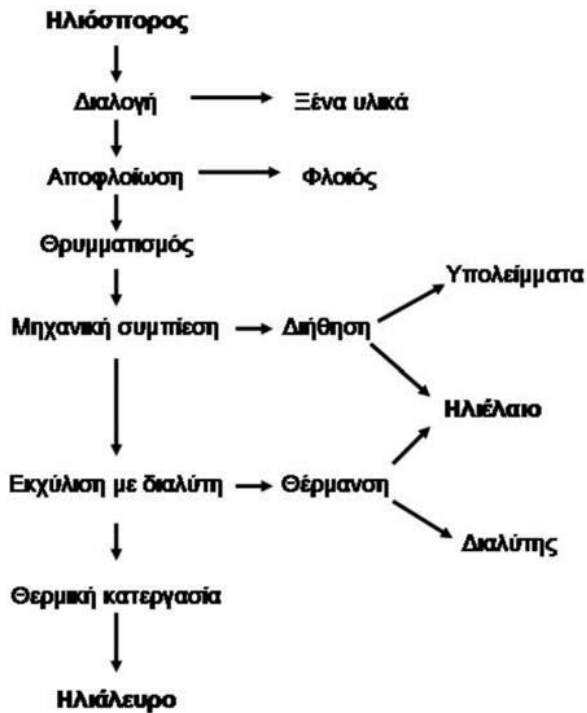 Ηλιόσπορος
Διαλογή
Ξένα υλικά
Αποφλοίωση
Φλοιός
Θρυμματισμός
Υπολείμματα
Μηχανική συμπίεση
Διήθηση
Ηλιέλαιο
Εκχύλιση με διαλύτη
Θέρμανση
Διαλύτης
Θερμική κατεργασία
Ηλιάλευρο